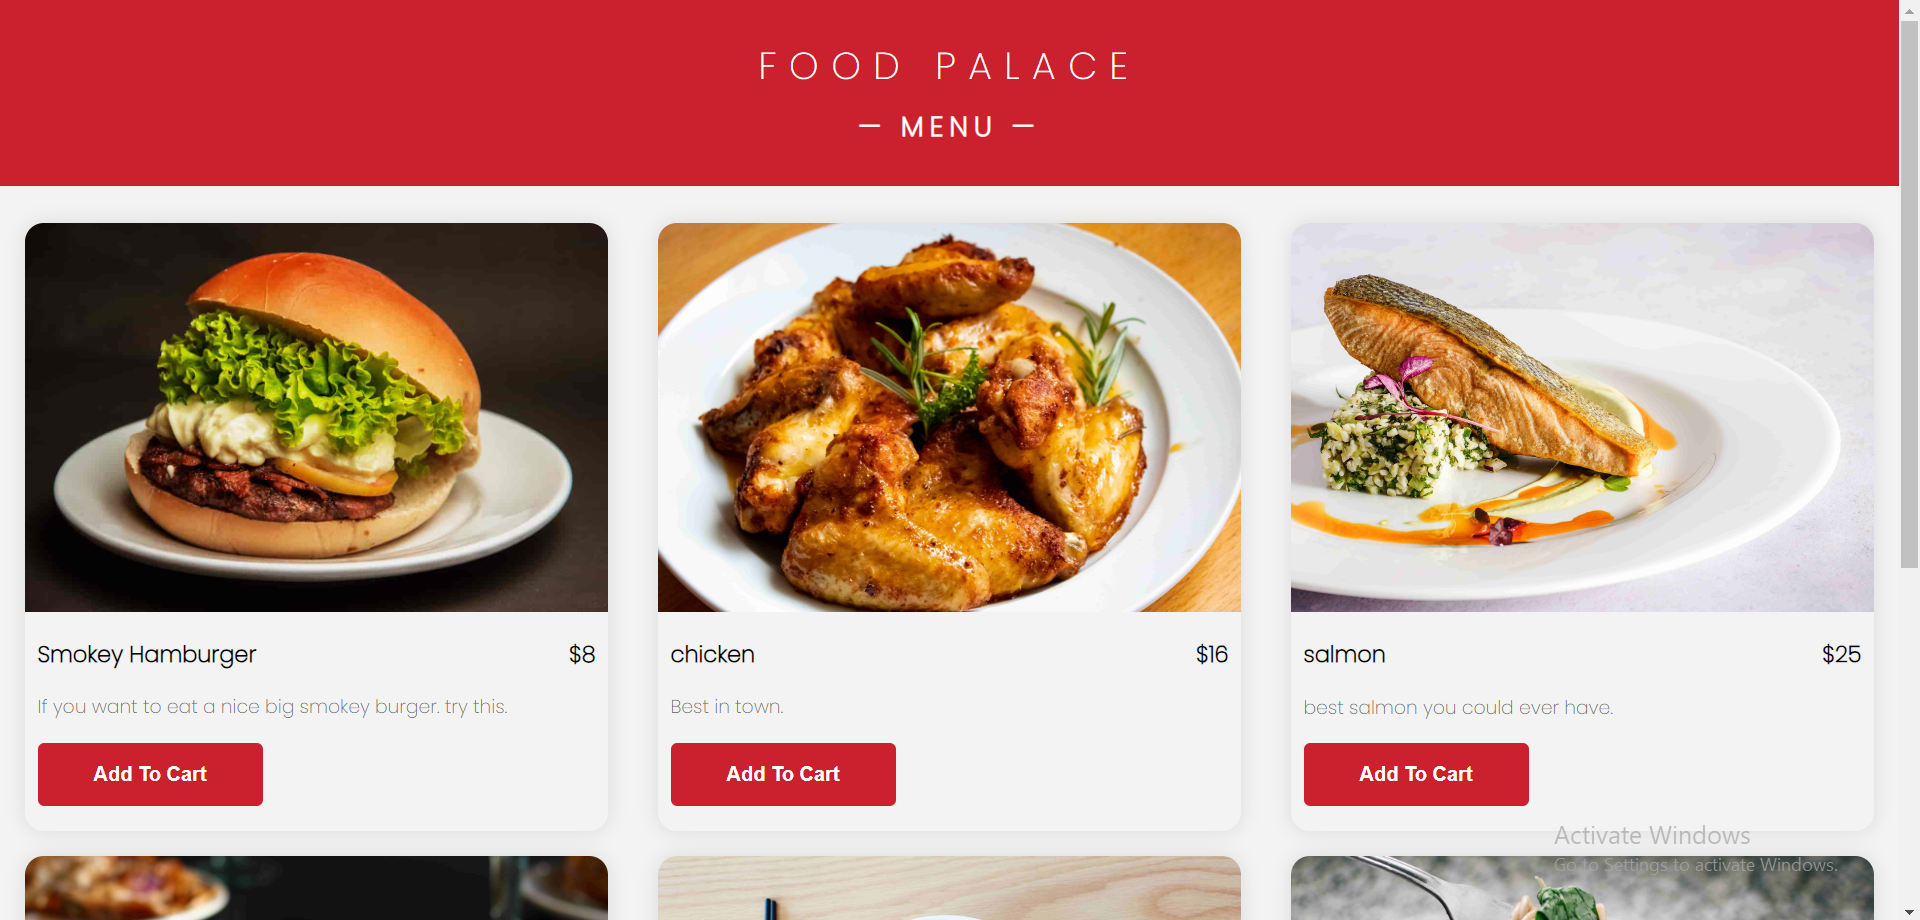 FOOD PALACE
— MENU —
Smokey Hamburger $8
If you want to eat a nice big smokey burger. try this.
Add To Cart
chicken $16
Best in town.
Add To Cart
salmon $25
best salmon you could ever have.
Add To Cart
Activate Windows
Go to Settings to activate Windows.